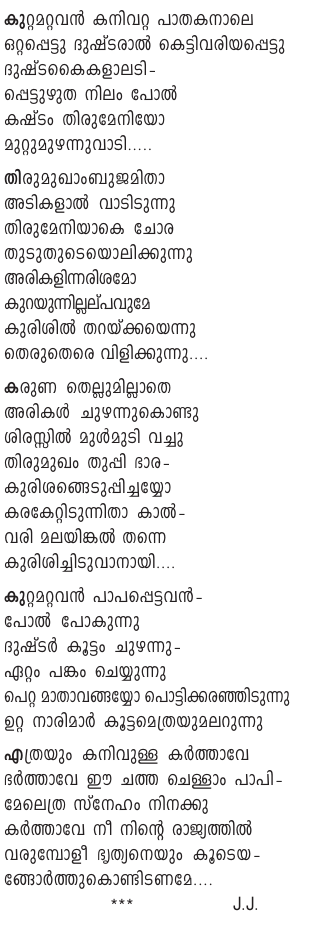 കുറ്റമറ്റവൻ കനിവറ്റ പാതകനാലെ
ഒറ്റപ്പെട്ടു ദുഷ്ടരാൽ കെട്ടിവരിയപ്പെട്ടു
ദുഷ്ടകൈകളാലടി-
പ്പെട്ടുഴുത നിലം പോൽ
കഷ്ടം തിരുമേനിയോ
മുറ്റുമുഴന്നുവാടി.....
തിരുമുഖാംബുജമിതാ
അടികളാൽ വാടിടുന്നു
തിരുമേനിയാകെ ചോര
തുടുതുടെയൊലിക്കുന്നു
അരികളിന്നരിശമോ
കുറയുന്നില്ലല്പവുമേ
കുരിശിൽ തറയ്ക്കയെന്നു
തെരുതെരെ വിളിക്കുന്നു....
കരുണ തെല്ലുമില്ലാതെ
അരികൾ ചുഴന്നുകൊണ്ടു
ശിരസ്സിൽ മുൾമുടി വച്ചു
തിരുമുഖം തുപ്പി ഭാര-
കുരിശങ്ങെടുപ്പിച്ചയ്യോ
കരകേറ്റിടുന്നിതാ കാൽ-
വരി മലയിങ്കൽ തന്നെ
കുരിശിച്ചിടുവാനായി....
കുറ്റമറ്റവൻ പാപപ്പെട്ടവൻ-
പോൽ പോകുന്നു
ദുഷ്ടർ കൂട്ടം ചുഴന്നു-
ഏറ്റം പങ്കം ചെയ്യുന്നു
പെറ്റ മാതാവങ്ങയ്യോ പൊട്ടിക്കരഞ്ഞിടുന്നു
ഉറ്റ നാരിമാർ കൂട്ടമെത്രയുമലറുന്നു
എത്രയും കനിവുള്ള കർത്താവേ
ഭർത്താവേ ഈ ചത്ത ചെള്ളാം പാപി-
മേലെത്ര സ്നേഹം നിനക്കു
കർത്താവേ നീ നിന്റെ രാജ്യത്തിൽ
വരുമ്പോളീ ഭൃത്യനെയും കൂടെയ-
ങ്ങോർത്തുകൊണ്ടിടണമേ....
*** J.J.